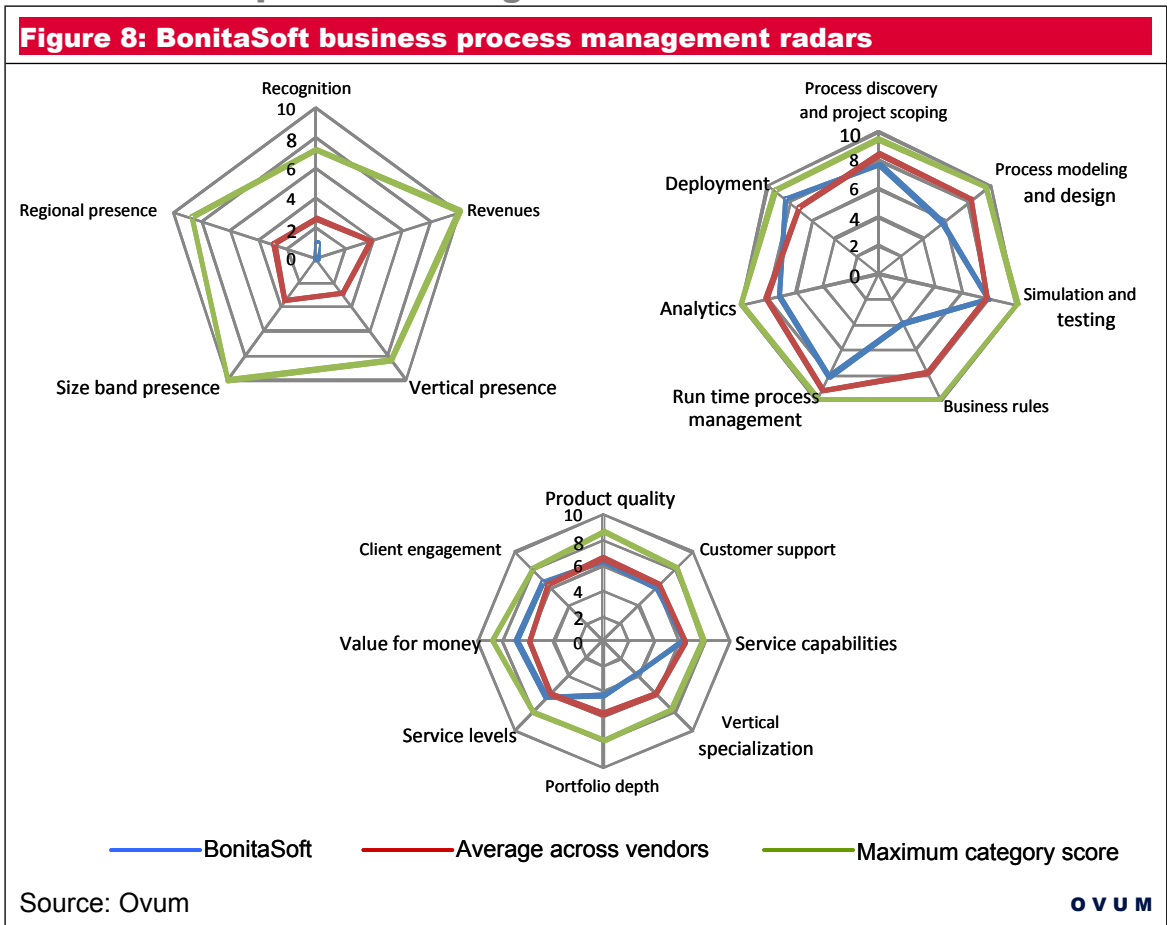 Figure 8: BonitaSoft business process management radars
Recognition
10
8
6
4
2
0
Regional presence
Revenues
Size band presence
Vertical presence
Process discovery
and project scoping
10
8
6
4
2
0
Deployment
Process modeling
and design
Analytics
Simulation and
testing
Run time process
management
Business rules
Product quality
10
8
6
4
2
0
Client engagement
Customer support
Value for money
Service capabilities
Service levels
Vertical
specialization
Portfolio depth
BonitaSoft
Average across vendors
Maximum category score
Source: Ovum
OVUM